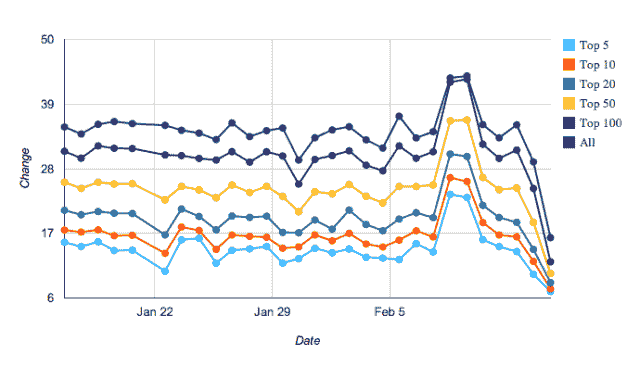 50
39
28
17
6
Change
Jan 22
Jan 29
Feb 5
Date
Top 5
Top 10
Top 20
Top 50
Top 100
All